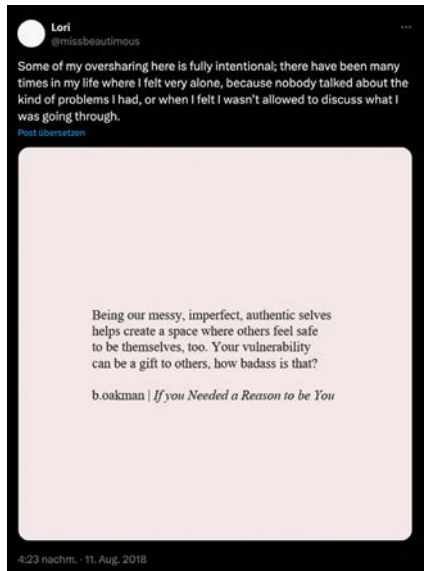 Lori
@missbeautimous
Some of my oversharing here is fully intentional; there have been many
times in my life where I felt very alone, because nobody talked about the
kind of problems I had, or when I felt I wasn't allowed to discuss what I
was going through.
Post übersetzen
Being our messy, imperfect, authentic selves
helps create a space where others feel safe
to be themselves, too. Your vulnerability
can be a gift to others, how badass is that?
b.oakman | If you Needed a Reason to be You
4:23 nachm. · 11. Aug. 2018